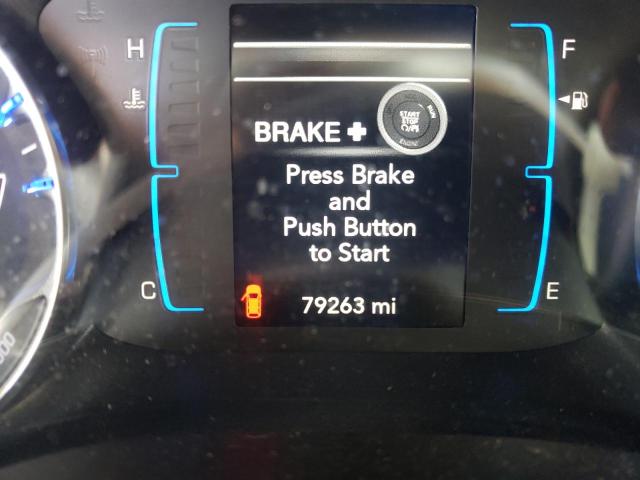 H
F
START
STOP
RUN
ENGINE
BRAKE +
Press Brake
and
Push Button
to Start
C
E
79263 mi